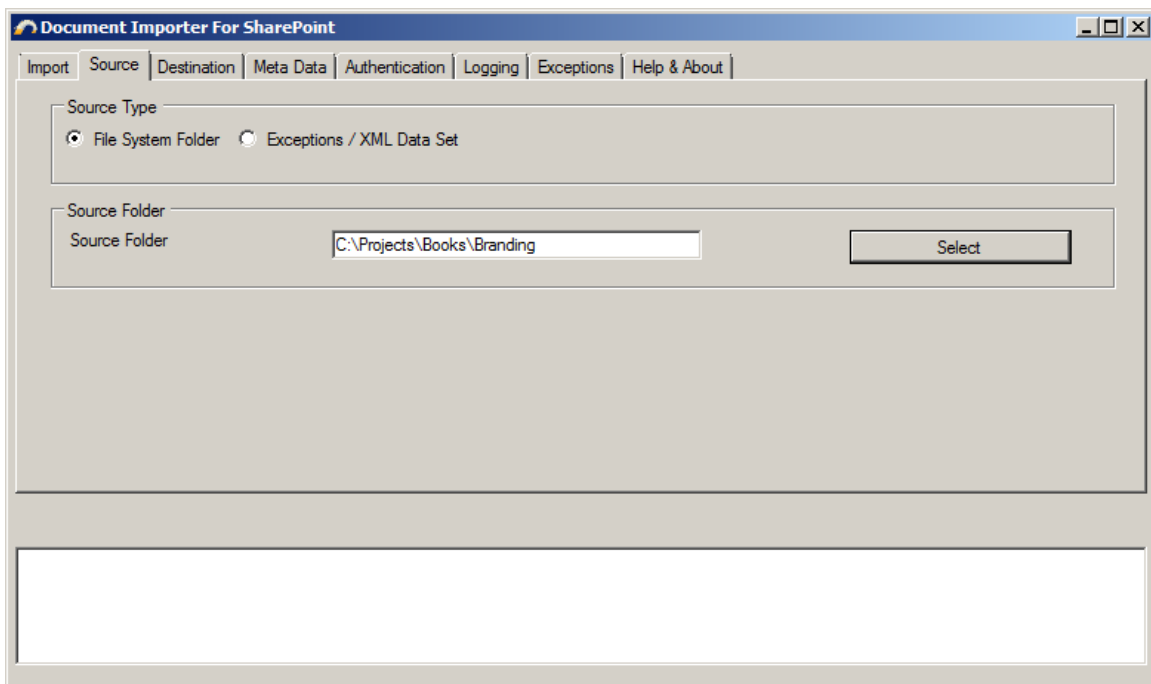 Document Importer For SharePoint
Import Source Destination Meta Data Authentication Logging Exceptions Help & About
Source Type
File System Folder Exceptions / XML Data Set
Source Folder
Source Folder C:\Projects\Books\Branding Select